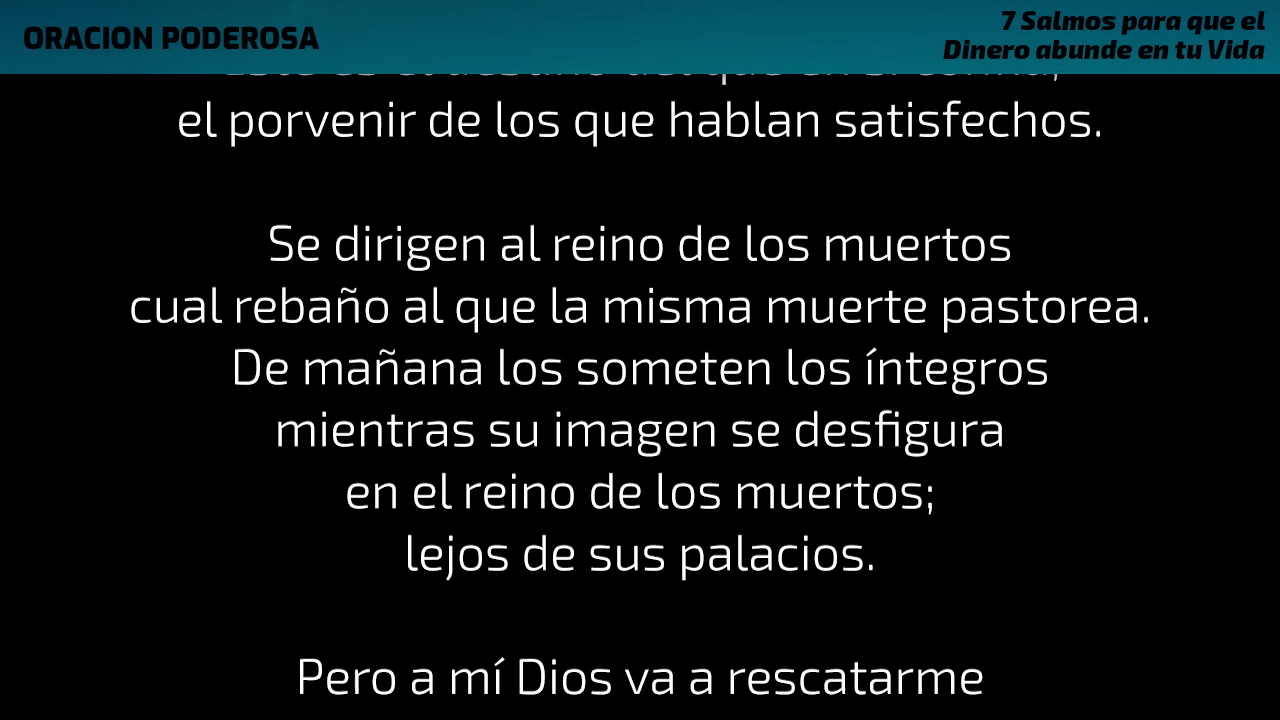 ORACION PODEROSA
7 Salmos para que el
Dinero abunde en tu Vida
el porvenir de los que hablan satisfechos.
Se dirigen al reino de los muertos
cual rebaño al que la misma muerte pastorea.
De mañana los someten los íntegros
mientras su imagen se desfigura
en el reino de los muertos;
lejos de sus palacios.
Pero a mí Dios va a rescatarme